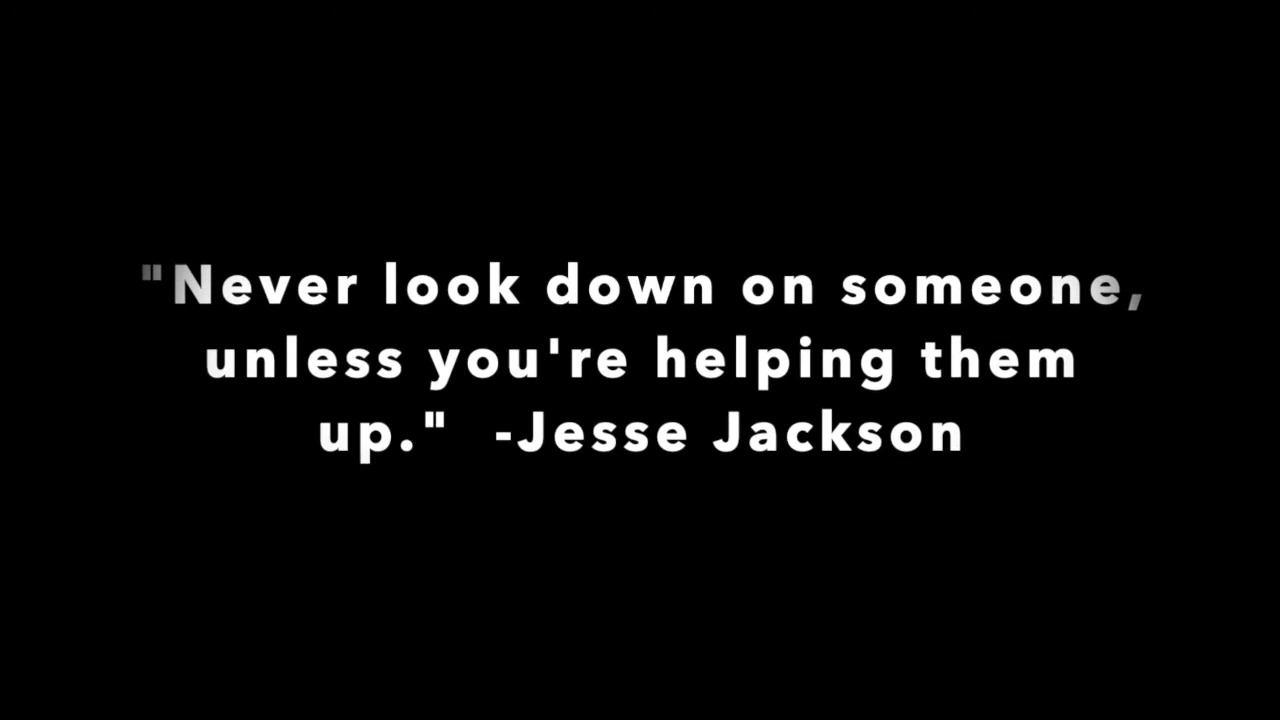 "Never look down on someone,
unless you're helping them
up."  -Jesse Jackson